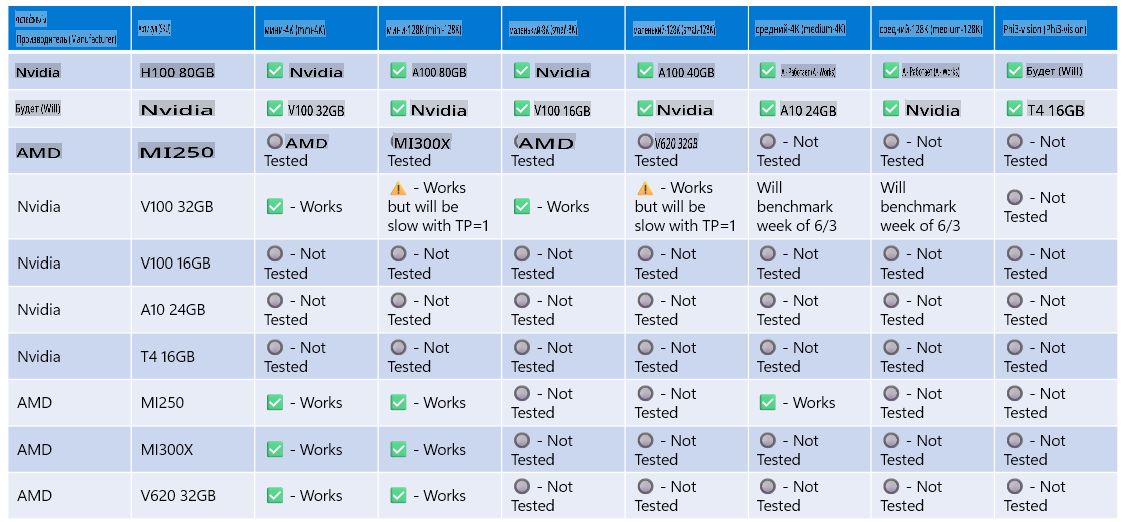 Производитель (Manufacturer)
Артикул (SKU)
мини-4K (mini-4K)
мини-128K (mini-128K)
маленький-8K (small-8K)
маленький-128K (small-128K)
средний-4K (medium-4K)
средний-128K (medium-128K)
Phi3-vision (Phi3-vision)
Nvidia
H100 80GB
✅ Nvidia
✅ A100 80GB
✅ Nvidia
✅ A100 40GB
✅
✅
✅ Будет (Will)
Будет (Will)
Nvidia
✅ V100 32GB
✅ Nvidia
✅ V100 16GB
✅ Nvidia
✅ A10 24GB
✅ Nvidia
✅ T4 16GB
AMD
MI250
AMD
Tested
MI300X
Tested
AMD
Tested
V620 32GB
Tested
- Not
Tested
- Not
Tested
- Not
Tested
Nvidia
V100 32GB
✅ - Works
⚠️ - Works
but will be
slow with TP=1
✅ - Works
⚠️ - Works
but will be
slow with TP=1
Will
benchmark
week of 6/3
Will
benchmark
week of 6/3
- Not
Tested
Nvidia
V100 16GB
- Not
Tested
- Not
Tested
- Not
Tested
- Not
Tested
- Not
Tested
- Not
Tested
- Not
Tested
Nvidia
A10 24GB
- Not
Tested
- Not
Tested
- Not
Tested
- Not
Tested
- Not
Tested
- Not
Tested
- Not
Tested
Nvidia
T4 16GB
- Not
Tested
- Not
Tested
- Not
Tested
- Not
Tested
- Not
Tested
- Not
Tested
- Not
Tested
AMD
MI250
✅ - Works
✅ - Works
- Not
Tested
- Not
Tested
✅ - Works
- Not
Tested
- Not
Tested
AMD
MI300X
✅ - Works
✅ - Works
- Not
Tested
- Not
Tested
- Not
Tested
- Not
Tested
- Not
Tested
AMD
V620 32GB
✅ - Works
✅ - Works
- Not
Tested
- Not
Tested
- Not
Tested
- Not
Tested
- Not
Tested